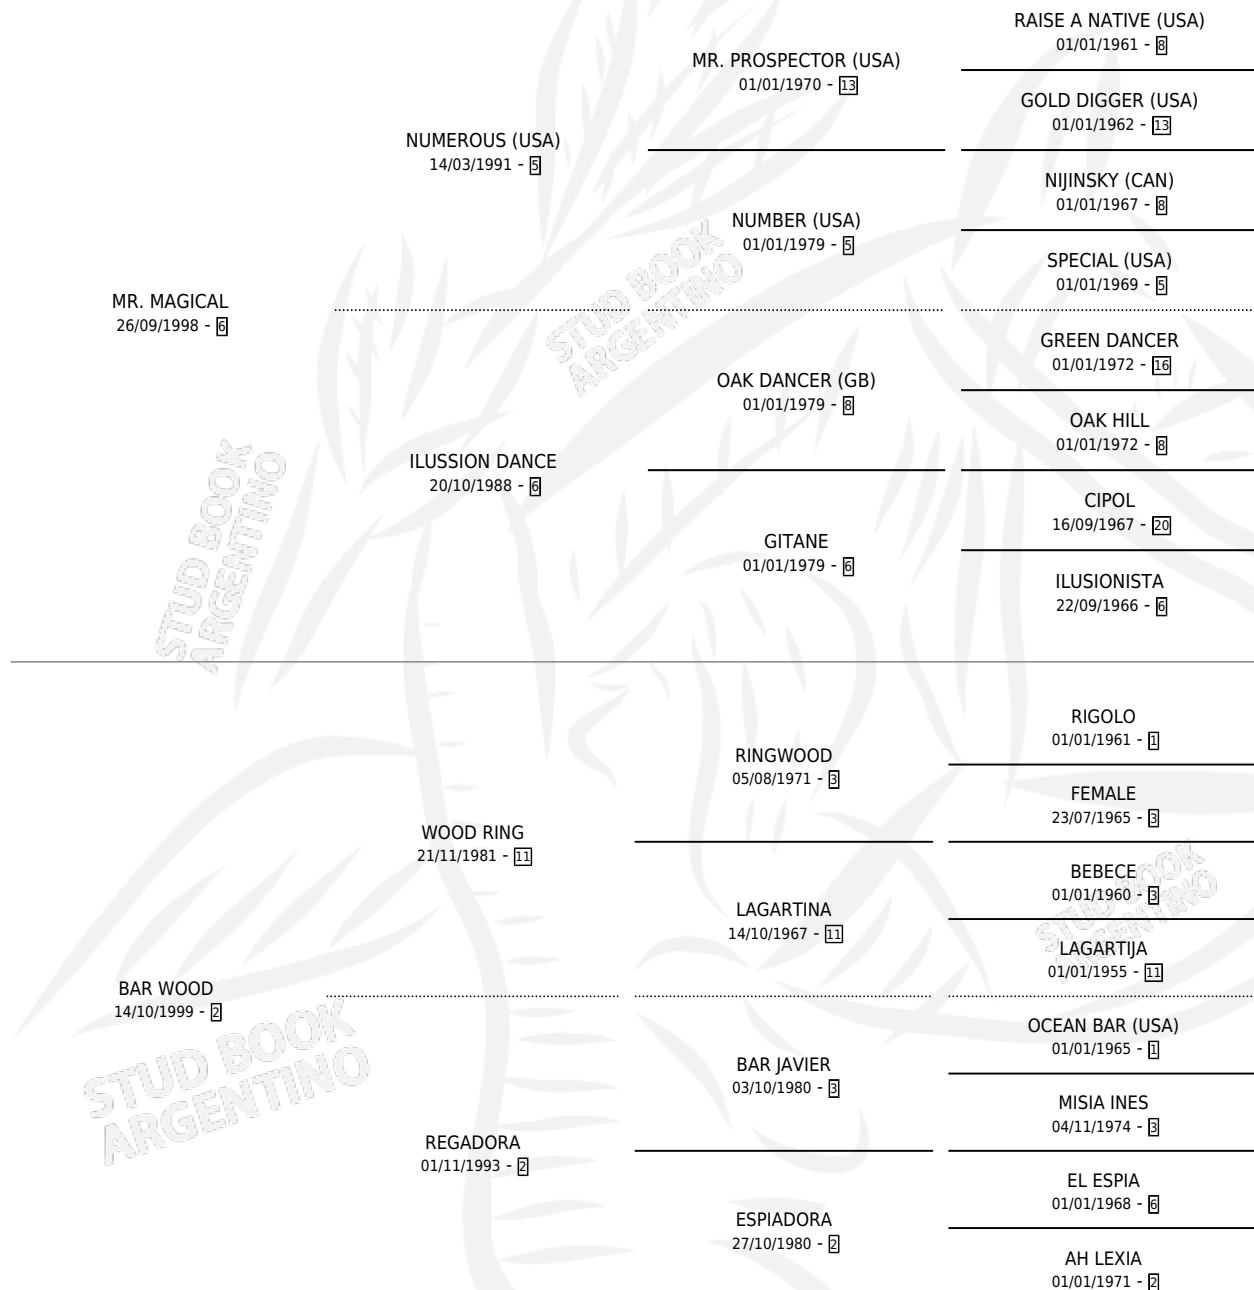 RAISE A NATIVE (USA)
01/01/1961 - 8
MR. PROSPECTOR (USA)
01/01/1970 - 13
GOLD DIGGER (USA)
01/01/1962 - 13
NUMEROUS (USA)
14/03/1991 - 5
NIJINSKY (CAN)
01/01/1967 - 8
NUMBER (USA)
01/01/1979 - 5
SPECIAL (USA)
01/01/1969 - 5
MR. MAGICAL
26/09/1998 - 6
GREEN DANCER
01/01/1972 - 16
OAK DANCER (GB)
01/01/1979 - 8
OAK HILL
01/01/1972 - 8
ILUSSION DANCE
20/10/1988 - 6
CIPOL
16/09/1967 - 20
GITANE
01/01/1979 - 6
ILUSIONISTA
22/09/1966 - 6
RIGOLO
01/01/1961 - 1
RINGWOOD
05/08/1971 - 3
FEMALE
23/07/1965 - 3
WOOD RING
21/11/1981 - 11
BEBECE
01/01/1960 - 3
LAGARTINA
14/10/1967 - 11
LAGARTIJA
01/01/1955 - 11
BAR WOOD
14/10/1999 - 2
OCEAN BAR (USA)
01/01/1965 - 1
BAR JAVIER
03/10/1980 - 3
MISIA INES
04/11/1974 - 3
REGADORA
01/11/1993 - 2
EL ESPIA
01/01/1968 - 6
ESPIADORA
27/10/1980 - 2
AH LEXIA
01/01/1971 - 2
STUD BOOK
ARGENTINO
STUD BOOK
ARGENTINO
STUD BOOK
ARGENTINO
STUD BOOK
ARGENTINO